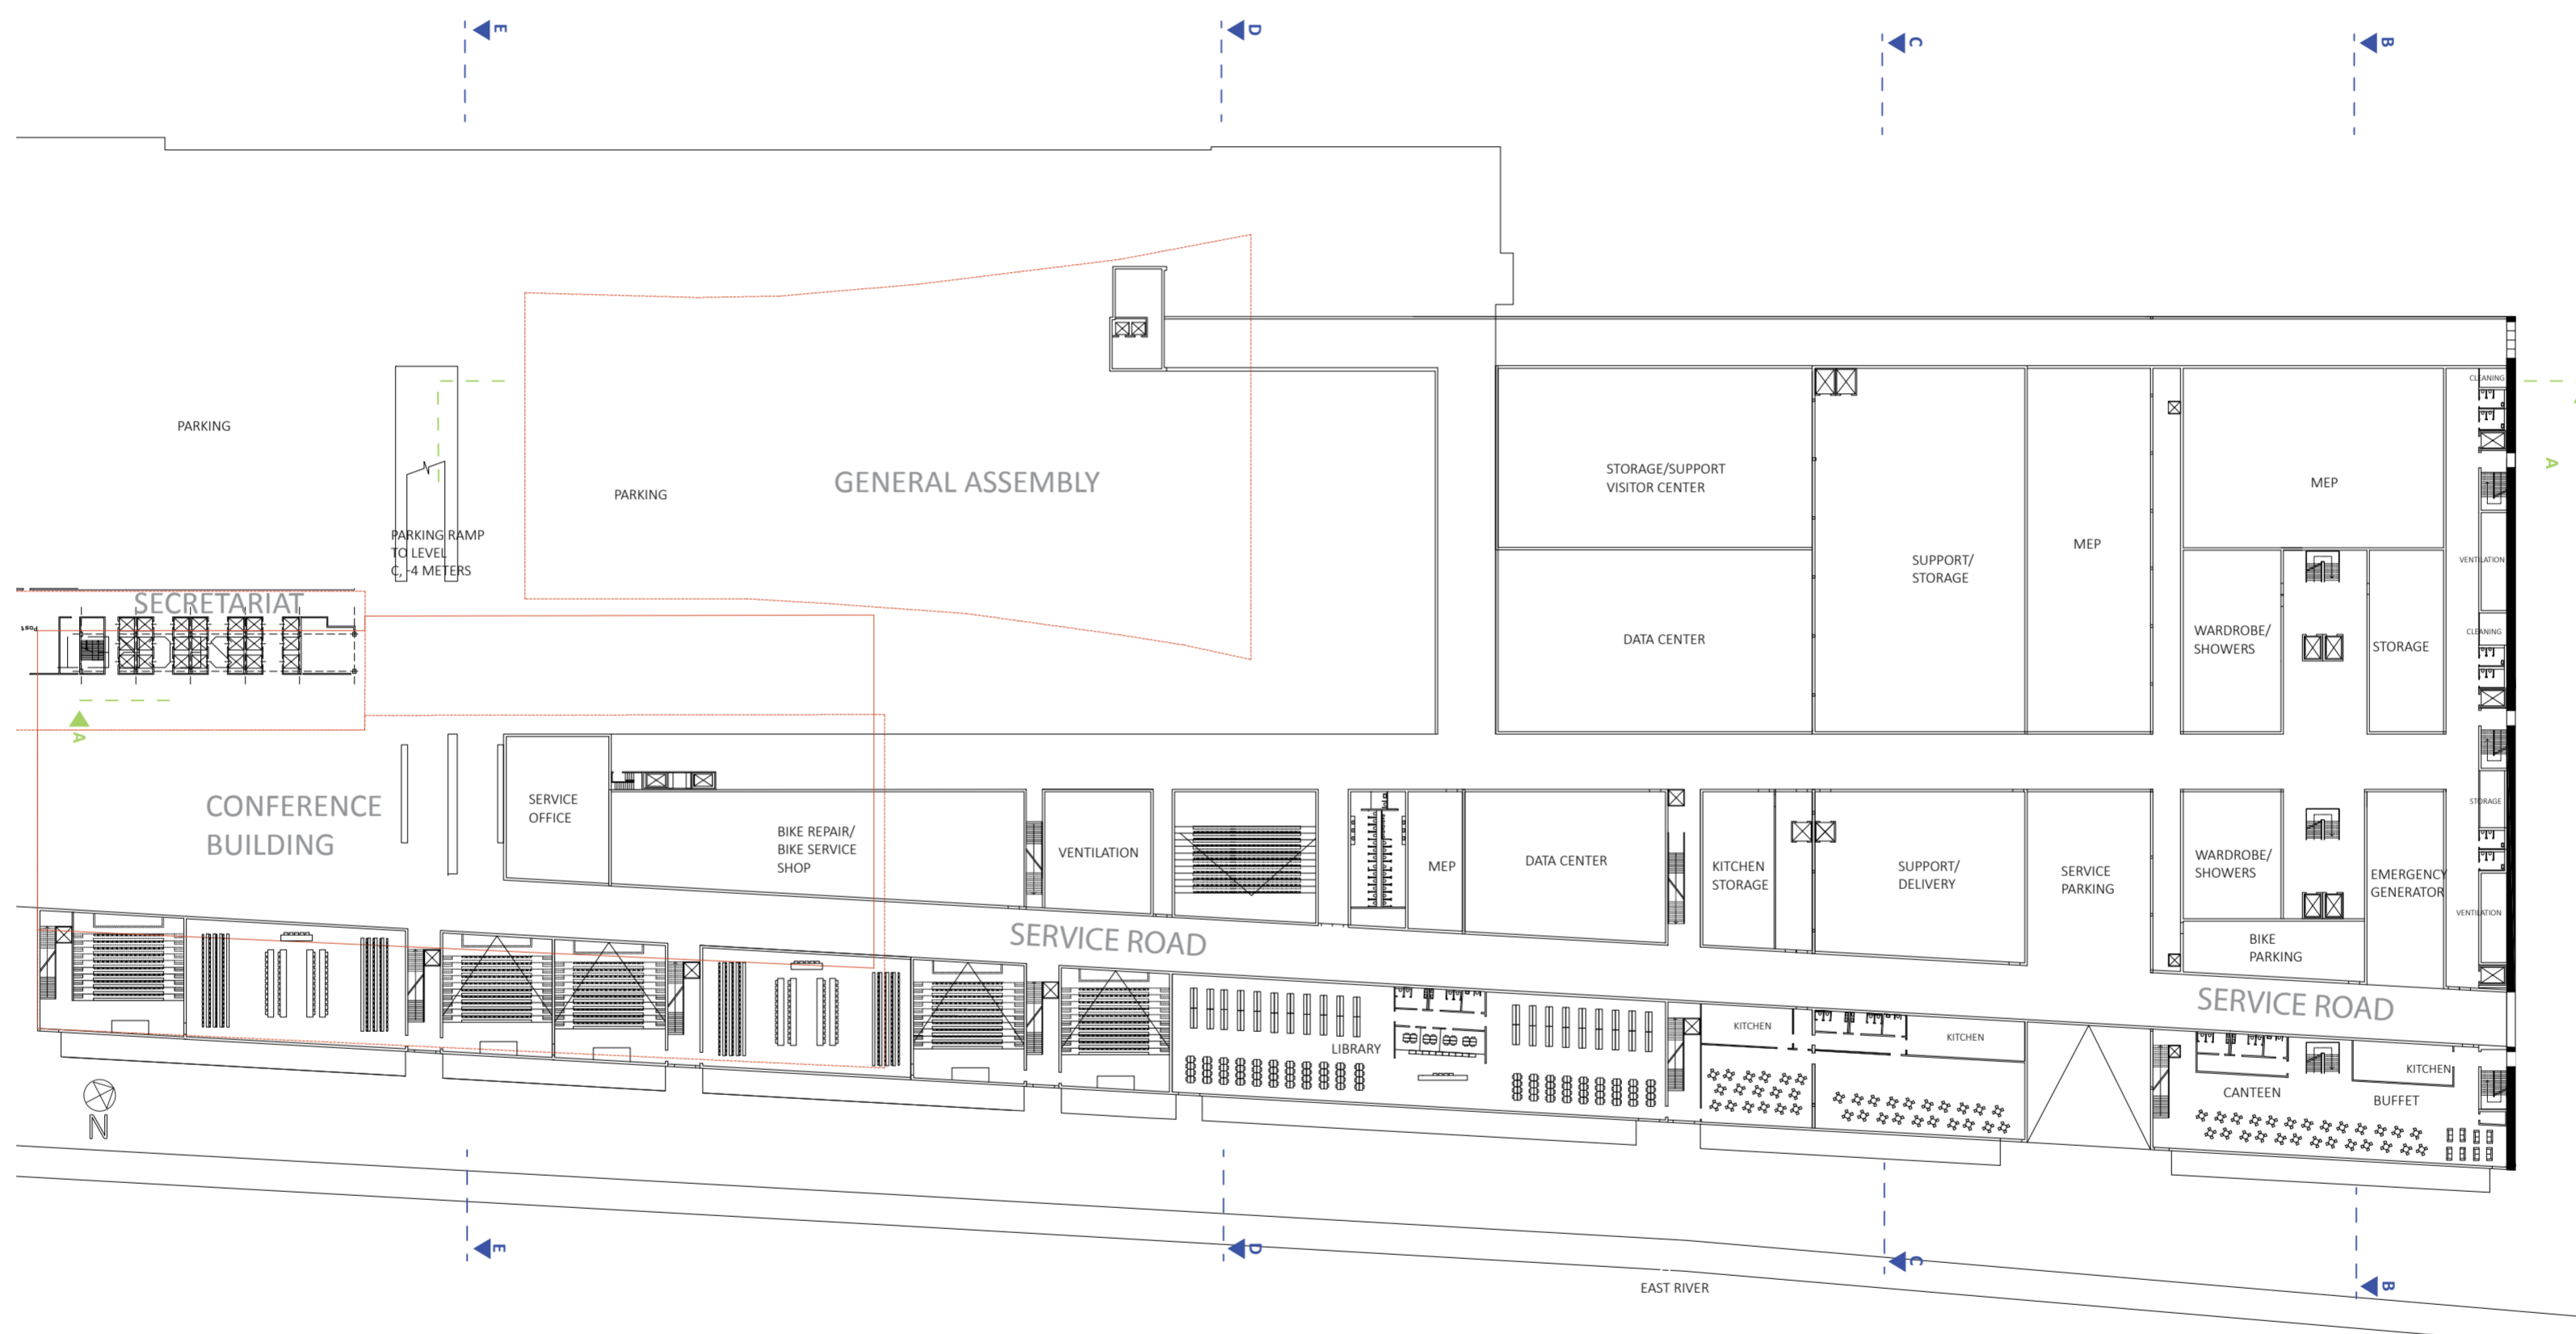 E
D
C
B
PARKING
PARKING
PARKING RAMP
TO LEVEL
C, -4 METERS
GENERAL ASSEMBLY
STORAGE/SUPPORT
VISITOR CENTER
DATA CENTER
SUPPORT/
STORAGE
MEP
MEP
CLEANING
A
VENTILATION
CLEANING
WARDROBE/
SHOWERS
STORAGE
SECRETARIAT
Post
A
CONFERENCE
BUILDING
SERVICE
OFFICE
BIKE REPAIR/
BIKE SERVICE
SHOP
VENTILATION
MEP
DATA CENTER
KITCHEN
STORAGE
SUPPORT/
DELIVERY
SERVICE
PARKING
WARDROBE/
SHOWERS
EMERGENCY
GENERATOR
STORAGE
VENTILATION
BIKE
PARKING
SERVICE ROAD
SERVICE ROAD
LIBRARY
KITCHEN
KITCHEN
KITCHEN
CANTEEN
BUFFET
N
E
D
C
B
EAST RIVER